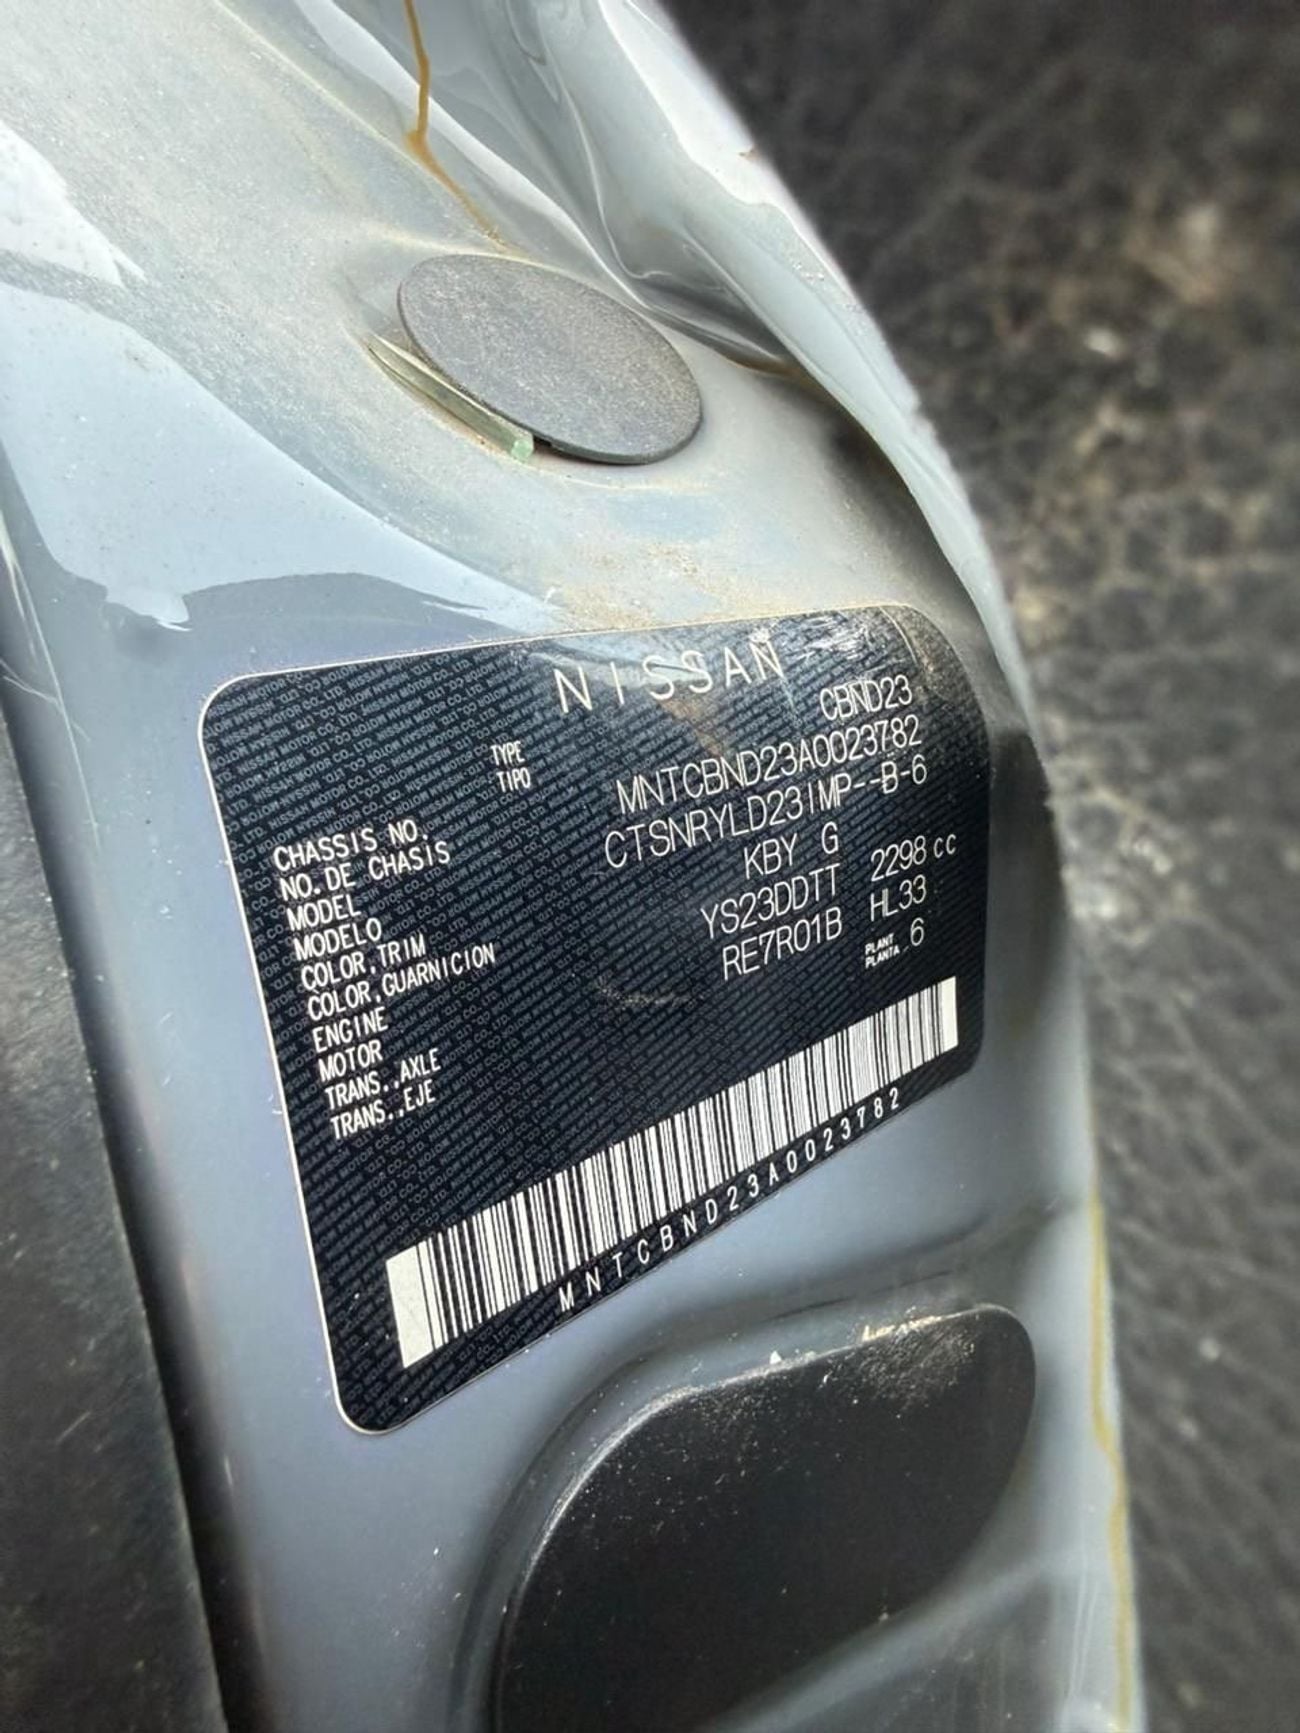 NISSAN
TYPE
TIPO
CBND23
CHASSIS NO.
NO. DE CHASIS
MNTCBND23A0023782
MODEL
MODELO
CTSNRYLD23IMP--B-6
COLOR,TRIM
COLOR,GUARNICION
KBY G
ENGINE
MOTOR
YS23DDTT 2298 cc
TRANS.,AXLE
TRANS.,EJE
RE7R01B HL33
PLANT
PLANTA 6
MNTCBND23A0023782